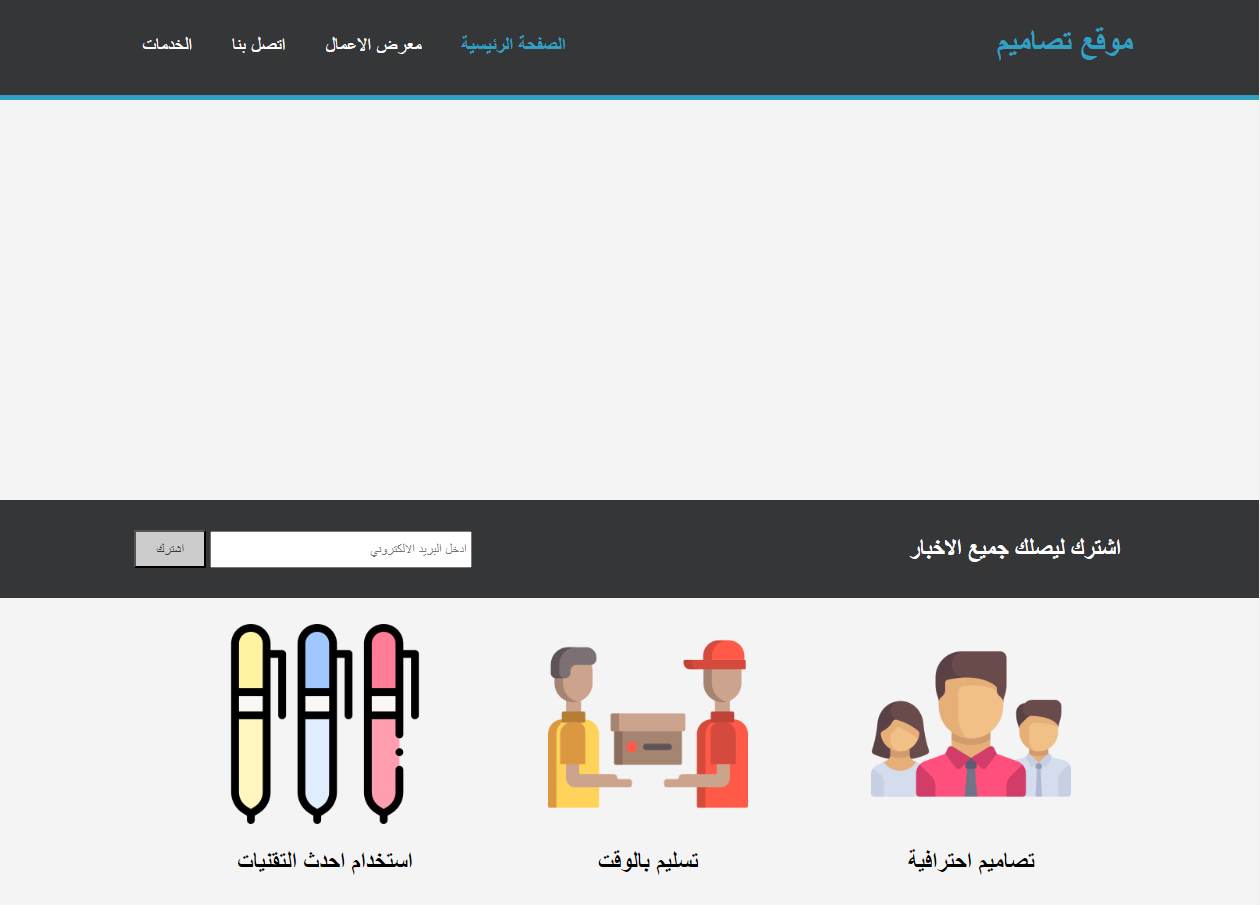 موقع تصاميم
الصفحة الرئيسية
معرض الاعمال
اتصل بنا
الخدمات
اشترك ليصلك جميع الاخبار
ادخل البريد الالكتروني
اشترك
تصاميم احترافية
تسليم بالوقت
استخدام احدث التقنيات